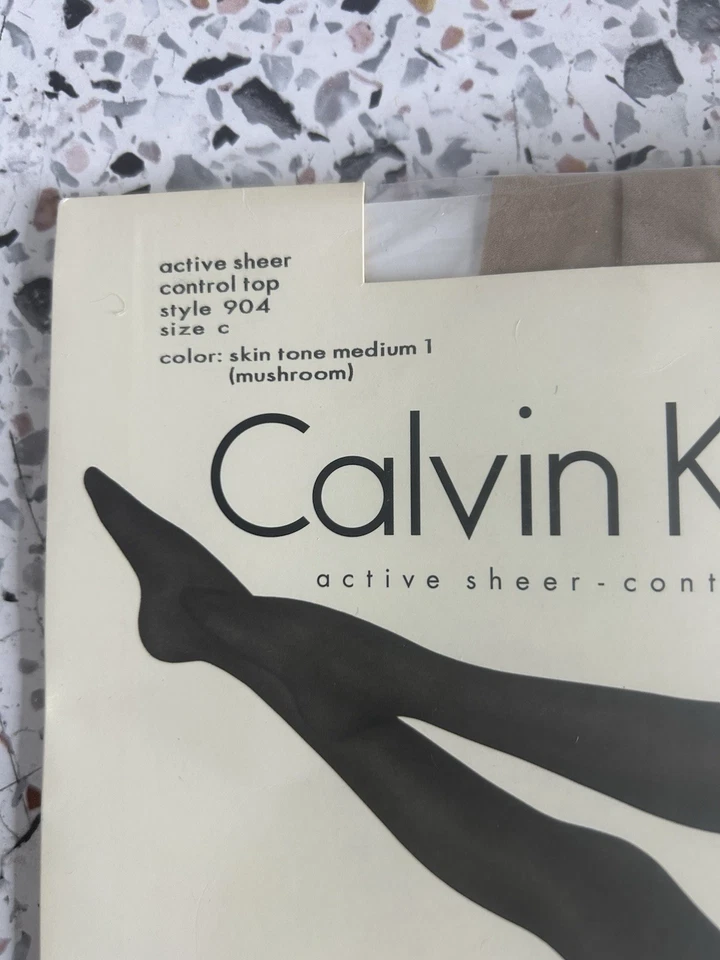 active sheer
control top
style 904
size c
color: skin tone medium 1
(mushroom)
Calvin K
active sheer-cont